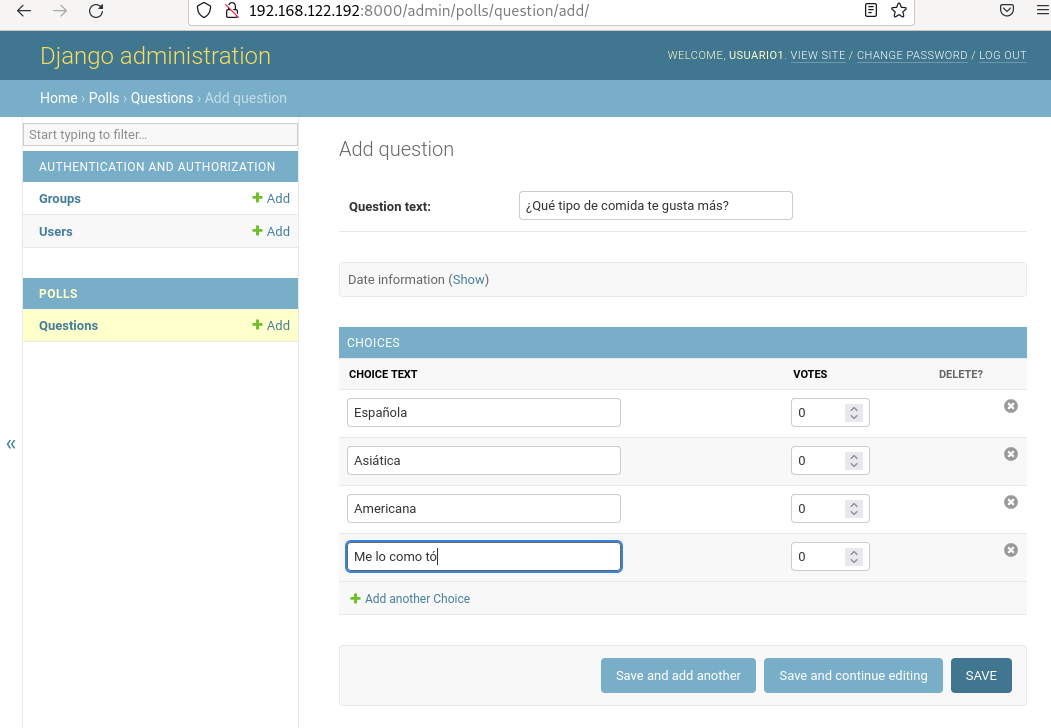 192.168.122.192:8000/admin/polls/question/add/
Django administration
WELCOME, USUARIO1. VIEW SITE / CHANGE PASSWORD / LOG OUT
Home › Polls › Questions › Add question
Start typing to filter...
AUTHENTICATION AND AUTHORIZATION
Groups + Add
Users + Add
POLLS
Questions + Add
«
Add question
Question text: ¿Qué tipo de comida te gusta más?
Date information (Show)
CHOICES
CHOICE TEXT VOTES DELETE?
Española 0
Asiática 0
Americana 0
Me lo como tó 0
+ Add another Choice
Save and add another Save and continue editing SAVE